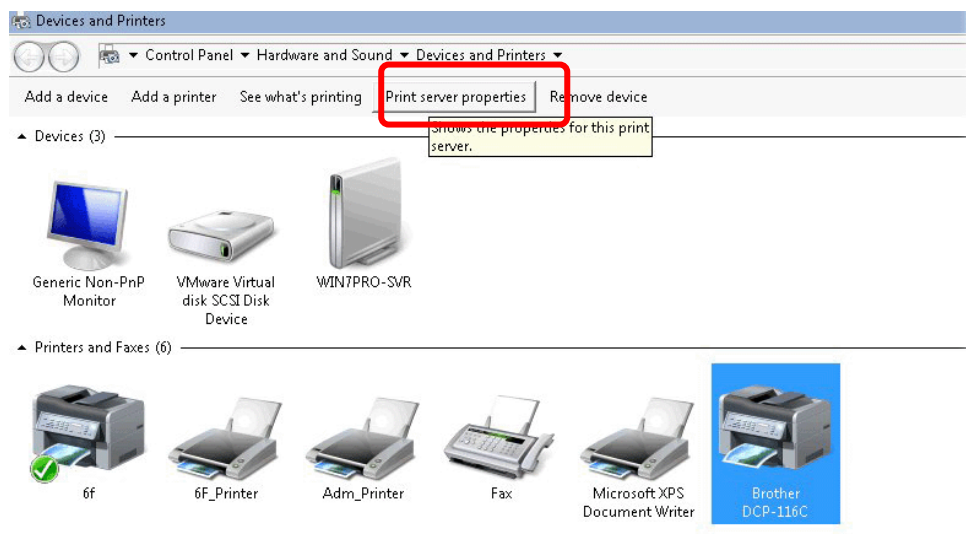 Devices and Printers
Control Panel Hardware and Sound Devices and Printers
Add a device Add a printer See what's printing Print server properties Remove device
Shows the properties for this print
server.
Devices (3)
Generic Non-PnP
Monitor
VMware Virtual
disk SCSI Disk
Device
WIN7PRO-SVR
Printers and Faxes (6)
6f
6F_Printer
Adm_Printer
Fax
Microsoft XPS
Document Writer
Brother
DCP-116C